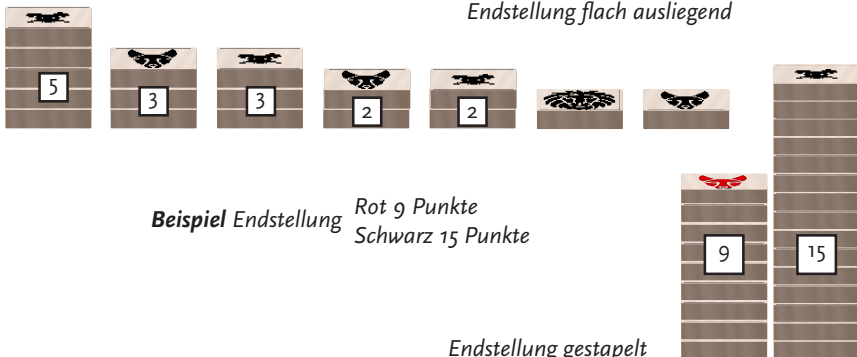 Endstellung flach ausliegend
5
3
3
2
2
Beispiel Endstellung
Rot 9 Punkte
Schwarz 15 Punkte
9
15
Endstellung gestapelt